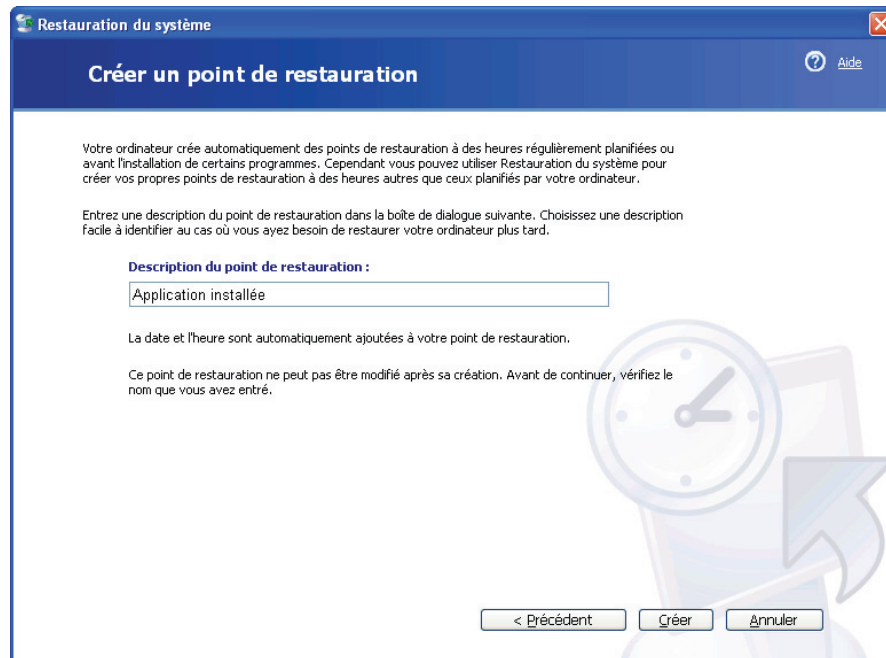 Restauration du système
Créer un point de restauration
Aide
Votre ordinateur crée automatiquement des points de restauration à des heures régulièrement planifiées ou
avant l'installation de certains programmes. Cependant vous pouvez utiliser Restauration du système pour
créer vos propres points de restauration à des heures autres que ceux planifiés par votre ordinateur.
Entrez une description du point de restauration dans la boîte de dialogue suivante. Choisissez une description
facile à identifier au cas où vous ayez besoin de restaurer votre ordinateur plus tard.
Description du point de restauration :
Application installée
La date et l'heure sont automatiquement ajoutées à votre point de restauration.
Ce point de restauration ne peut pas être modifié après sa création. Avant de continuer, vérifiez le
nom que vous avez entré.
< Précédent
Créer
Annuler